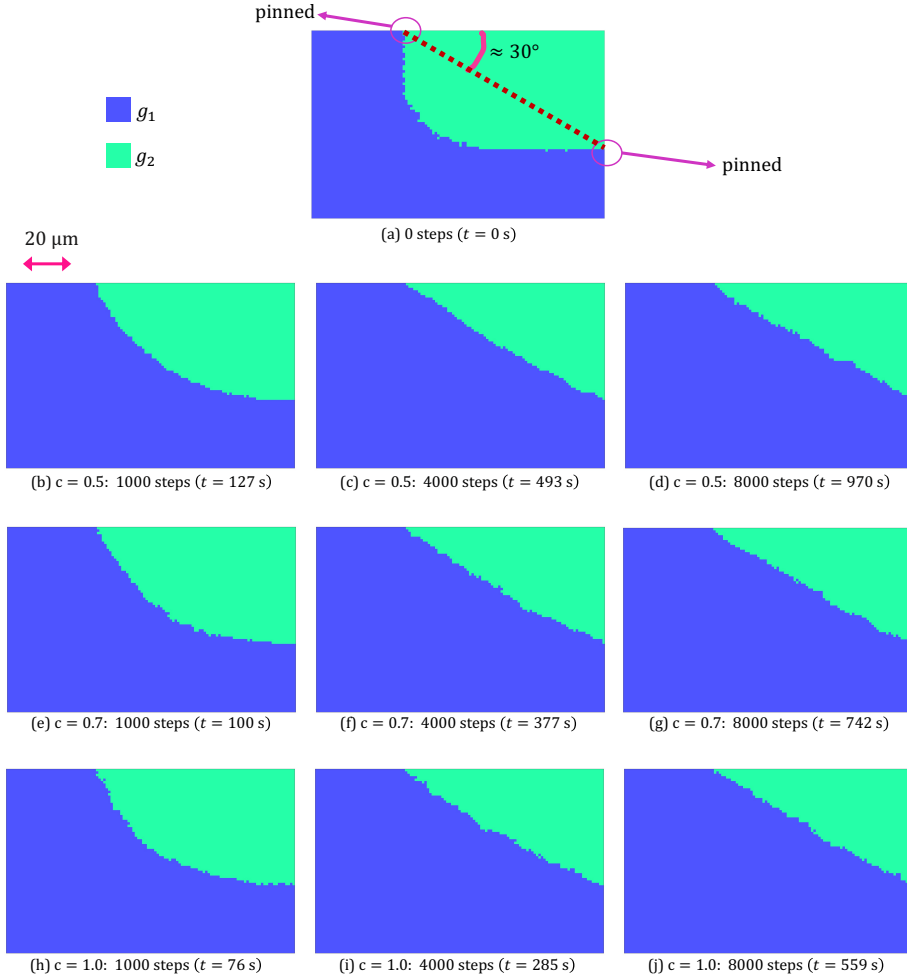 pinned
≈ 30°
g₁
g₂
pinned
(a) 0 steps (t = 0 s)
20 μm
(b) c = 0.5: 1000 steps (t = 127 s)
(c) c = 0.5: 4000 steps (t = 493 s)
(d) c = 0.5: 8000 steps (t = 970 s)
(e) c = 0.7: 1000 steps (t = 100 s)
(f) c = 0.7: 4000 steps (t = 377 s)
(g) c = 0.7: 8000 steps (t = 742 s)
(h) c = 1.0: 1000 steps (t = 76 s)
(i) c = 1.0: 4000 steps (t = 285 s)
(j) c = 1.0: 8000 steps (t = 559 s)